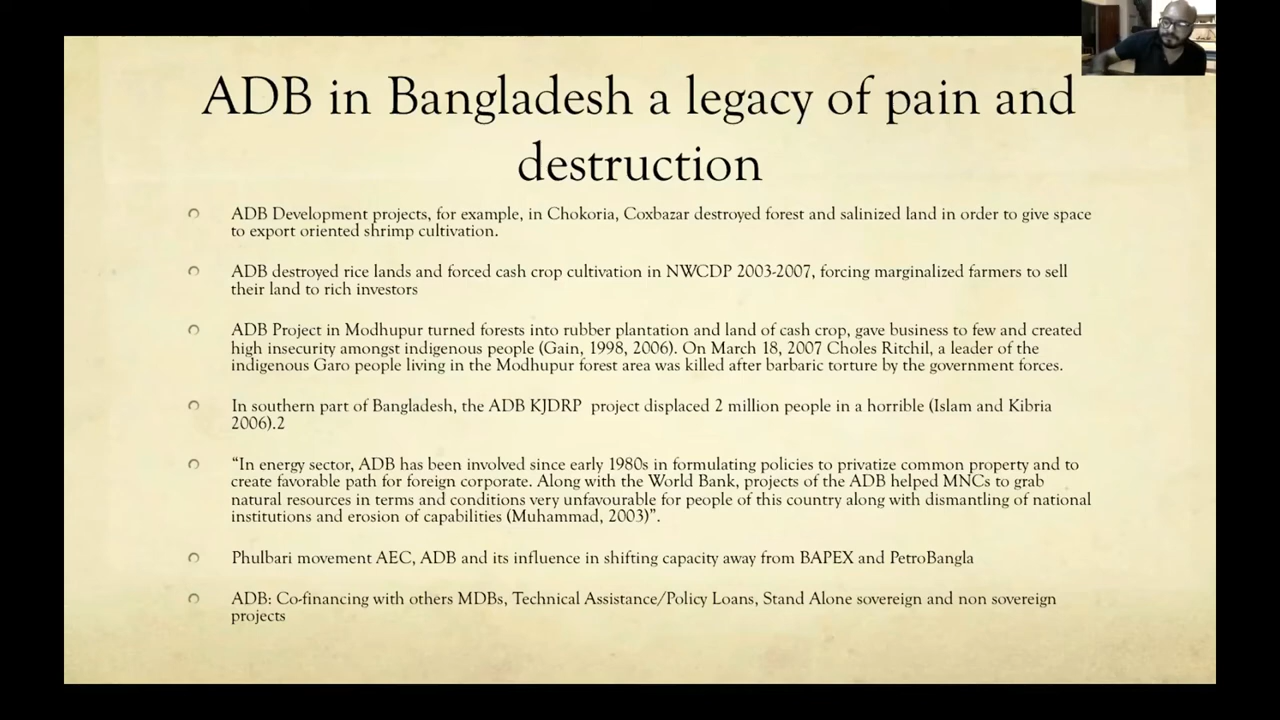 ADB in Bangladesh a legacy of pain and
destruction
ADB Development projects, for example, in Chokoria, Coxbazar destroyed forest and salinized land in order to give space
to export oriented shrimp cultivation.
ADB destroyed rice lands and forced cash crop cultivation in NWCDP 2003-2007, forcing marginalized farmers to sell
their land to rich investors
ADB Project in Modhupur turned forests into rubber plantation and land of cash crop, gave business to few and created
high insecurity amongst indigenous people (Gain, 1998, 2006). On March 18, 2007 Choles Ritchil, a leader of the
indigenous Garo people living in the Modhupur forest area was killed after barbaric torture by the government forces.
In southern part of Bangladesh, the ADB KJDRP project displaced 2 million people in a horrible (Islam and Kibria
2006).2
“In energy sector, ADB has been involved since early 1980s in formulating policies to privatize common property and to
create favorable path for foreign corporate. Along with the World Bank, projects of the ADB helped MNCs to grab
natural resources in terms and conditions very unfavourable for people of this country along with dismantling of national
institutions and erosion of capabilities (Muhammad, 2003)”.
Phulbari movement AEC, ADB and its influence in shifting capacity away from BAPEX and PetroBangla
ADB: Co-financing with others MDBs, Technical Assistance/Policy Loans, Stand Alone sovereign and non sovereign
projects